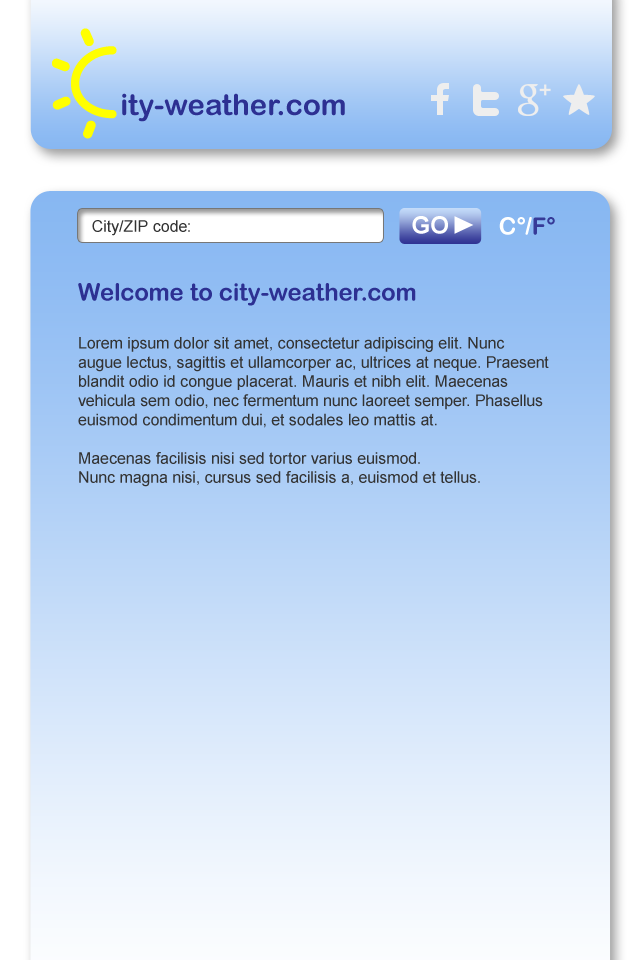 City-weather.com
City/ZIP code:
GO
C°/F°
Welcome to city-weather.com
Lorem ipsum dolor sit amet, consectetur adipiscing elit. Nunc
augue lectus, sagittis et ullamcorper ac, ultrices at neque. Praesent
blandit odio id congue placerat. Mauris et nibh elit. Maecenas
vehicula sem odio, nec fermentum nunc laoreet semper. Phasellus
euismod condimentum dui, et sodales leo mattis at.
Maecenas facilisis nisi sed tortor varius euismod.
Nunc magna nisi, cursus sed facilisis a, euismod et tellus.